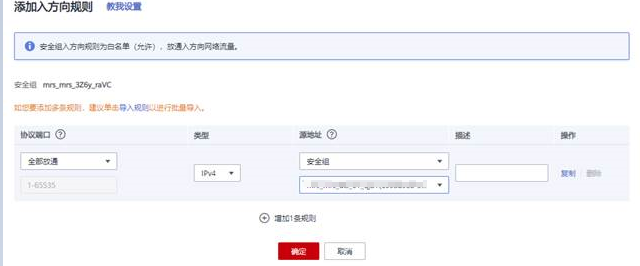 添加入方向规则 教我设置
安全组入方向规则为白名单（允许），放通入方向网络流量。
安全组 mrs_mrs_3Z6y_raVC
如您要添加多条规则，建议单击导入规则以进行批量导入。
协议端口 类型 源地址 描述 操作
全部放通 IPv4 安全组 复制 删除
1-65535
增加1条规则
确定 取消